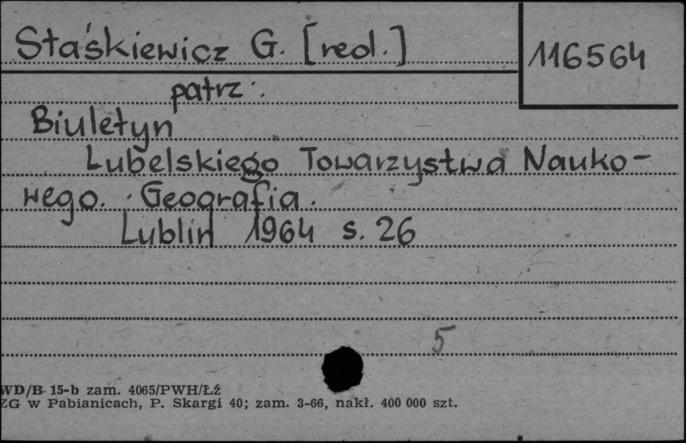 Staśkiewicz G. [red.]
116564
patrz:
Biuletyn
Lubelskiego Towarzystwa Nauko-
wego. Geografia.
Lublin 1964 s. 26
5
WD/B 15-b zam. 4065/PWH/Łź
ZG w Pabianicach, P. Skargi 40; zam. 3-66, nakł. 400 000 szt.